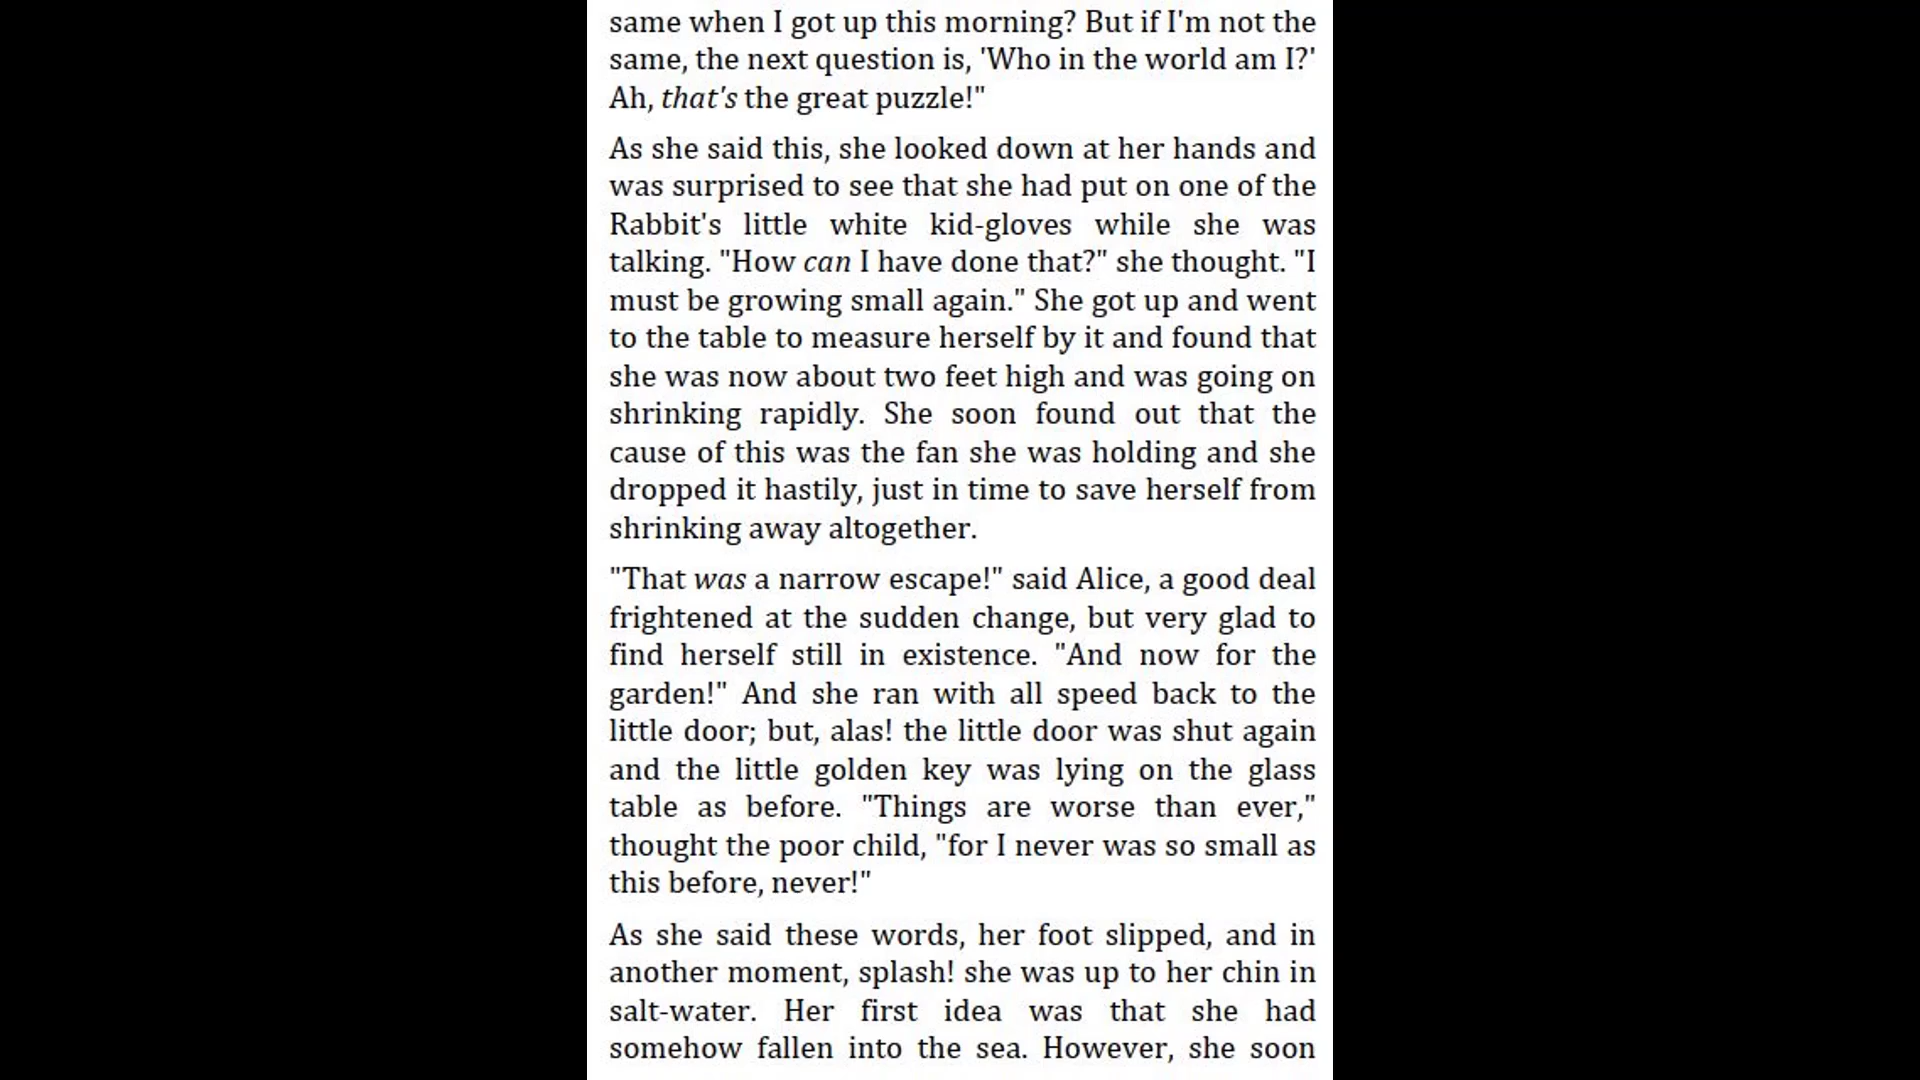 same when I got up this morning? But if I'm not the
same, the next question is, 'Who in the world am I?'
Ah, that's the great puzzle!"
As she said this, she looked down at her hands and
was surprised to see that she had put on one of the
Rabbit's little white kid-gloves while she was
talking. "How can I have done that?" she thought. "I
must be growing small again." She got up and went
to the table to measure herself by it and found that
she was now about two feet high and was going on
shrinking rapidly. She soon found out that the
cause of this was the fan she was holding and she
dropped it hastily, just in time to save herself from
shrinking away altogether.
"That was a narrow escape!" said Alice, a good deal
frightened at the sudden change, but very glad to
find herself still in existence. "And now for the
garden!" And she ran with all speed back to the
little door; but, alas! the little door was shut again
and the little golden key was lying on the glass
table as before. "Things are worse than ever,"
thought the poor child, "for I never was so small as
this before, never!"
As she said these words, her foot slipped, and in
another moment, splash! she was up to her chin in
salt-water. Her first idea was that she had
somehow fallen into the sea. However, she soon